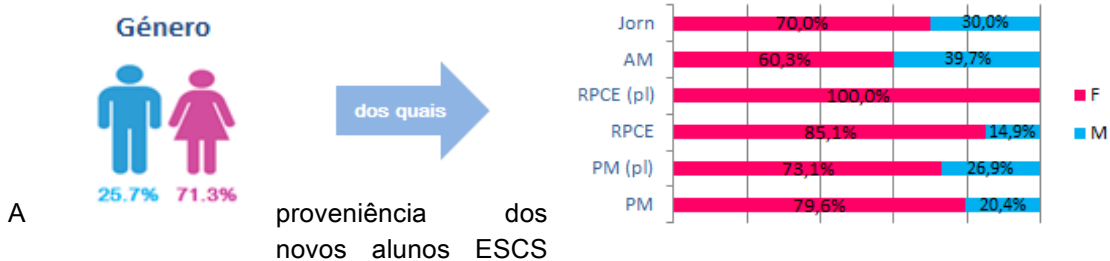 Género
25.7% 71.3%
dos quais
Jorn 70,0% 30,0%
AM 60,3% 39,7%
RPCE (pl) 100,0%
RPCE 85,1% 14,9%
PM (pl) 73,1% 26,9%
PM 79,6% 20,4%
F
M
A proveniência dos
novos alunos ESCS